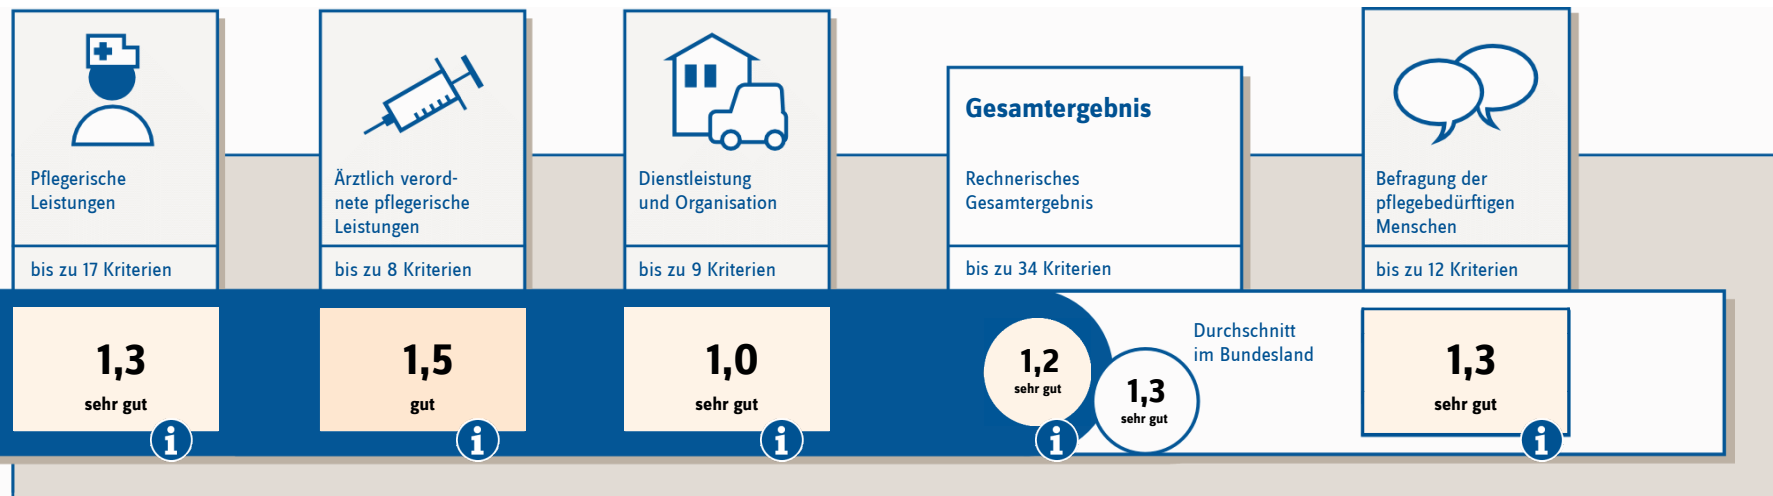 Pflegerische
Leistungen
bis zu 17 Kriterien
1,3
sehr gut
i
Ärztlich verord-
nete pflegerische
Leistungen
bis zu 8 Kriterien
1,5
gut
i
Dienstleistung
und Organisation
bis zu 9 Kriterien
1,0
sehr gut
i
Gesamtergebnis
Rechnerisches
Gesamtergebnis
bis zu 34 Kriterien
1,2
sehr gut
i
1,3
sehr gut
Durchschnitt
im Bundesland
Befragung der
pflegebedürftigen
Menschen
bis zu 12 Kriterien
1,3
sehr gut
i